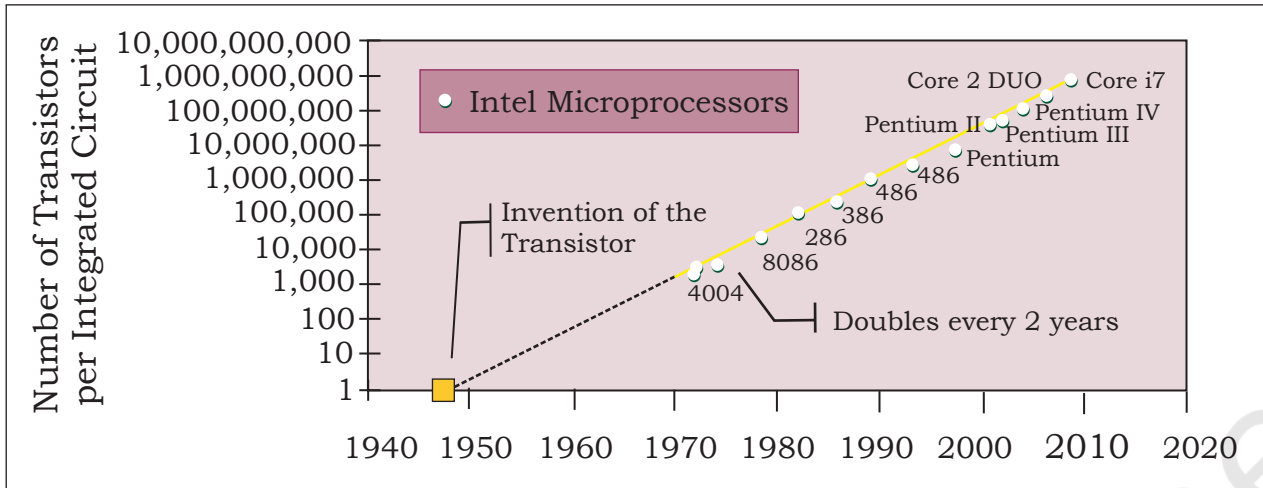 Number of Transistors
per Integrated Circuit
10,000,000,000
1,000,000,000
100,000,000
10,000,000
1,000,000
100,000
10,000
1,000
100
10
1
Intel Microprocessors
Invention of the
Transistor
Core 2 DUO
Core i7
Pentium IV
Pentium II
Pentium III
Pentium
486
486
386
286
8086
4004
Doubles every 2 years
1940
1950
1960
1970
1980
1990
2000
2010
2020